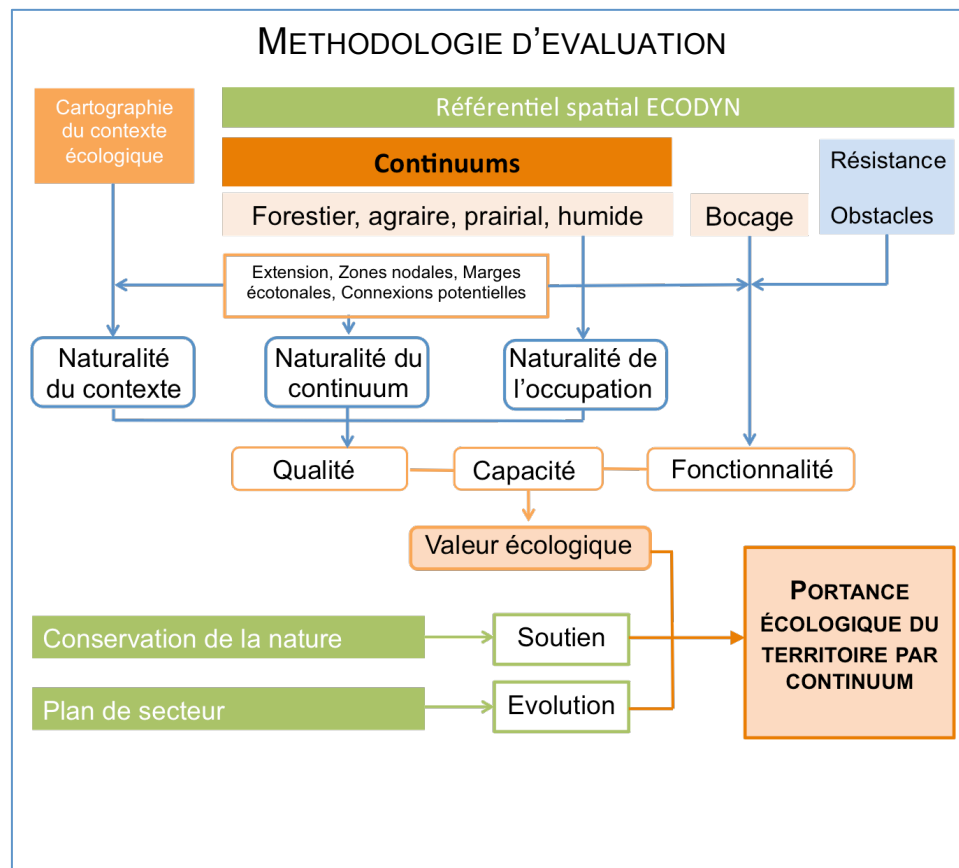 METHODOLOGIE D'EVALUATION
Cartographie
du contexte
écologique
Référentiel spatial ECODYN
Continuums
Forestier, agraire, prairial, humide
Bocage
Résistance
Obstacles
Extension, Zones nodales, Marges
écotonales, Connexions potentielles
Naturalité
du contexte
Naturalité du
continuum
Naturalité de
l'occupation
Qualité
Capacité
Fonctionnalité
Valeur écologique
Conservation de la nature
Soutien
Plan de secteur
Evolution
PORTANCE
ÉCOLOGIQUE DU
TERRITOIRE PAR
CONTINUUM